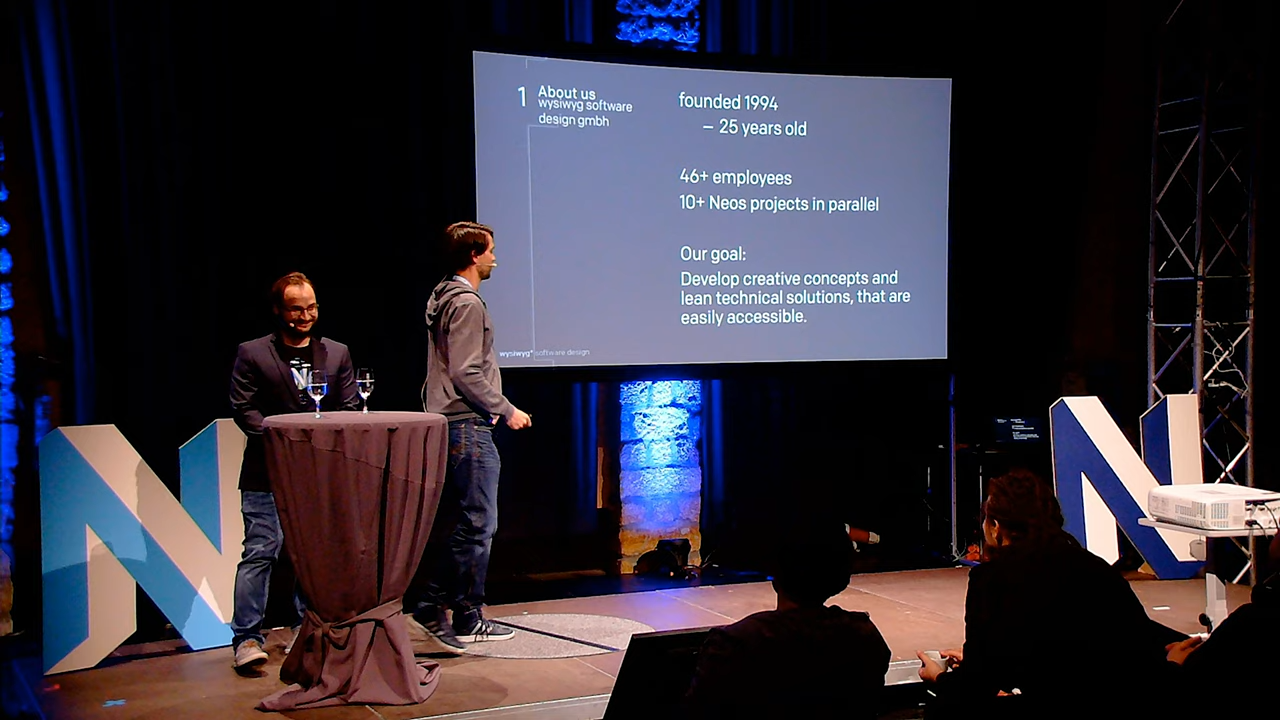 1
About us
wysiwyg software
design gmbh
founded 1994
– 25 years old
46+ employees
10+ Neos projects in parallel
Our goal:
Develop creative concepts and
lean technical solutions, that are
easily accessible.
wysiwyg* software design
N
N